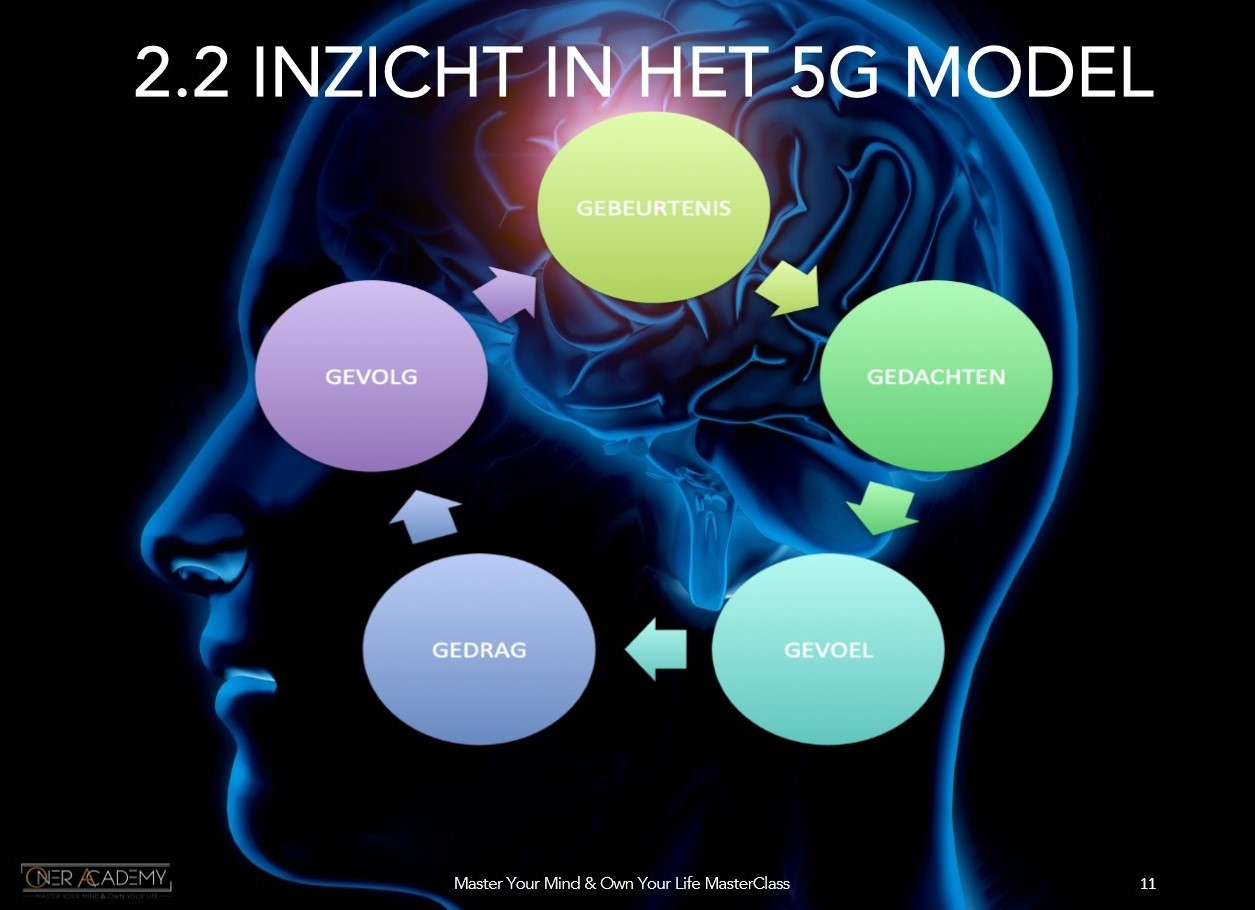 2.2 INZICHT IN HET 5G MODEL
GEBEURTENIS
GEVOLG
GEDACHTEN
GEDRAG
GEVOEL
ONER ACADEMY
MASTER YOUR MIND & OWN YOUR LIFE
Master Your Mind & Own Your Life MasterClass
11